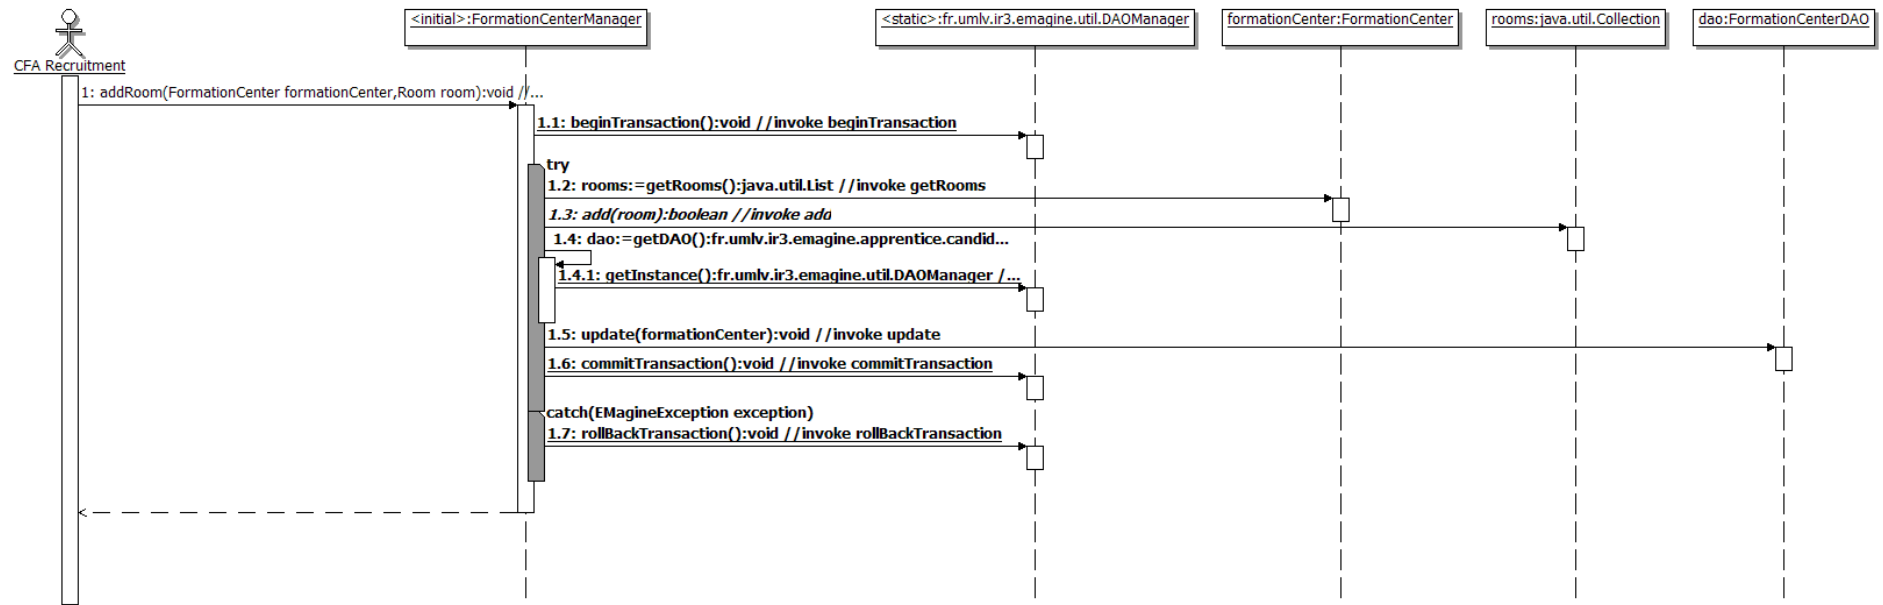 <initial>:FormationCenterManager
<static>:fr.umlv.ir3.emagine.util.DAOManager
formationCenter:FormationCenter
rooms:java.util.Collection
dao:FormationCenterDAO
CFA Recruitment
1: addRoom(FormationCenter formationCenter,Room room):void //...
1.1: beginTransaction():void //invoke beginTransaction
try
1.2: rooms:=getRooms():java.util.List //invoke getRooms
1.3: add(room):boolean //invoke add
1.4: dao:=getDAO():fr.umlv.ir3.emagine.apprentice.candid...
1.4.1: getInstance():fr.umlv.ir3.emagine.util.DAOManager /...
1.5: update(formationCenter):void //invoke update
1.6: commitTransaction():void //invoke commitTransaction
catch(EMagineException exception)
1.7: rollBackTransaction():void //invoke rollBackTransaction